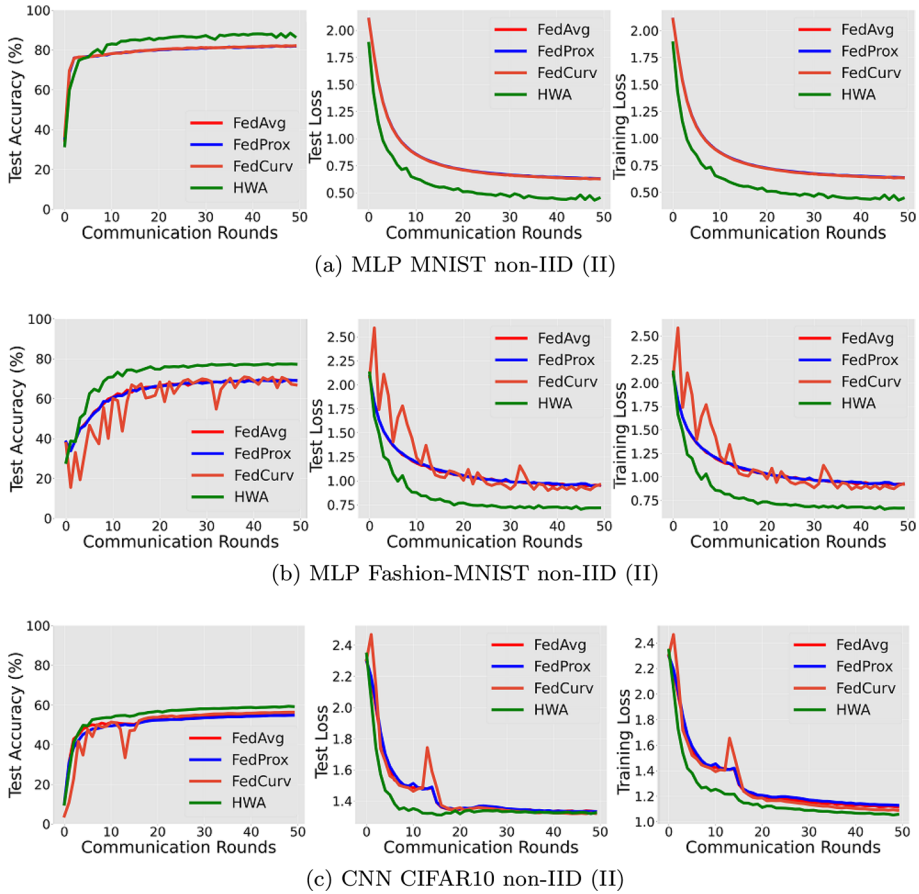 Test Accuracy (%)
100
80
60
40
20
0
FedAvg
FedProx
FedCurv
HWA
0 10 20 30 40 50
Communication Rounds
Test Loss
2.00
1.75
1.50
1.25
1.00
0.75
0.50
FedAvg
FedProx
FedCurv
HWA
0 10 20 30 40 50
Communication Rounds
Training Loss
2.00
1.75
1.50
1.25
1.00
0.75
0.50
FedAvg
FedProx
FedCurv
HWA
0 10 20 30 40 50
Communication Rounds
(a) MLP MNIST non-IID (II)
Test Accuracy (%)
100
80
60
40
20
0
FedAvg
FedProx
FedCurv
HWA
0 10 20 30 40 50
Communication Rounds
Test Loss
2.50
2.25
2.00
1.75
1.50
1.25
1.00
0.75
FedAvg
FedProx
FedCurv
HWA
0 10 20 30 40 50
Communication Rounds
Training Loss
2.50
2.25
2.00
1.75
1.50
1.25
1.00
0.75
FedAvg
FedProx
FedCurv
HWA
0 10 20 30 40 50
Communication Rounds
(b) MLP Fashion-MNIST non-IID (II)
Test Accuracy (%)
100
80
60
40
20
0
FedAvg
FedProx
FedCurv
HWA
0 10 20 30 40 50
Communication Rounds
Test Loss
2.4
2.2
2.0
1.8
1.6
1.4
FedAvg
FedProx
FedCurv
HWA
0 10 20 30 40 50
Communication Rounds
Training Loss
2.4
2.2
2.0
1.8
1.6
1.4
1.2
1.0
FedAvg
FedProx
FedCurv
HWA
0 10 20 30 40 50
Communication Rounds
(c) CNN CIFAR10 non-IID (II)